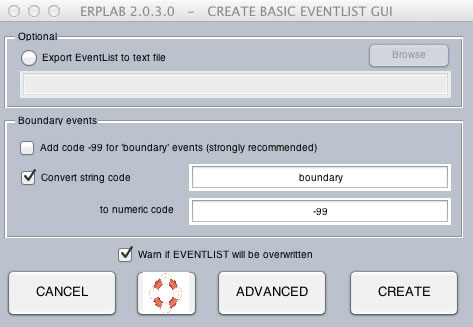 ERPLAB 2.0.3.0 - CREATE BASIC EVENTLIST GUI
Optional
Export EventList to text file
Browse
Boundary events
Add code -99 for 'boundary' events (strongly recommended)
Convert string code
boundary
to numeric code
-99
Warn if EVENTLIST will be overwritten
CANCEL
ADVANCED
CREATE